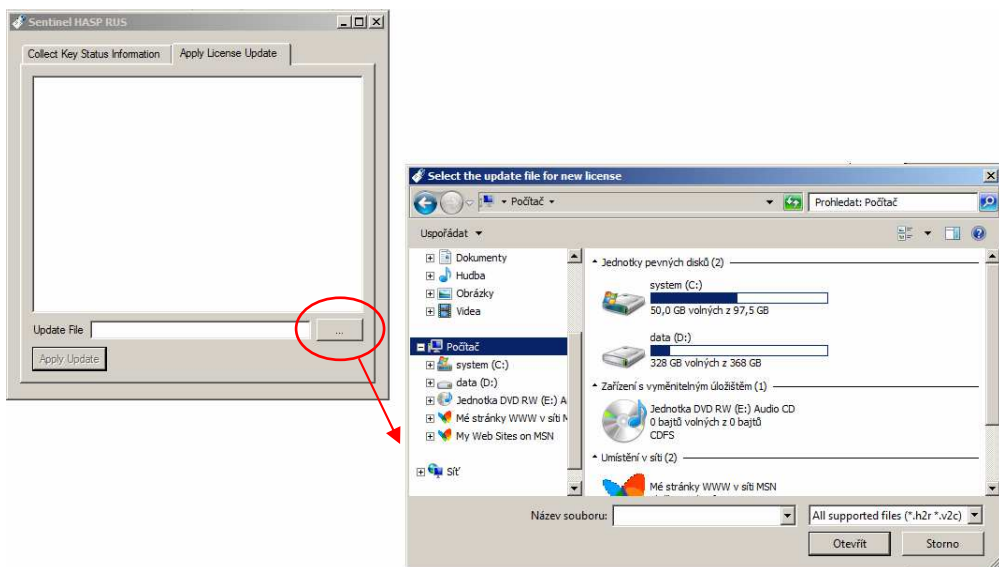 Sentinel HASP RUS
Collect Key Status Information
Apply License Update
Update File
...
Apply Update
Select the update file for new license
Počítač
Prohledat: Počítač
Uspořádat
Dokumenty
Hudba
Obrázky
Videa
Počítač
system (C:)
data (D:)
Jednotka DVD RW (E:) A
Mé stránky WWW v síti M
My Web Sites on MSN
Síť
Jednotky pevných disků (2)
system (C:)
50,0 GB volných z 97,5 GB
data (D:)
328 GB volných z 368 GB
Zařízení s vyměnitelným úložištěm (1)
Jednotka DVD RW (E:) Audio CD
0 bajtů volných z 0 bajtů
CDFS
Umístění v síti (2)
Mé stránky WWW v síti MSN
Název souboru:
All supported files (*.h2r *.v2c)
Otevřít
Storno